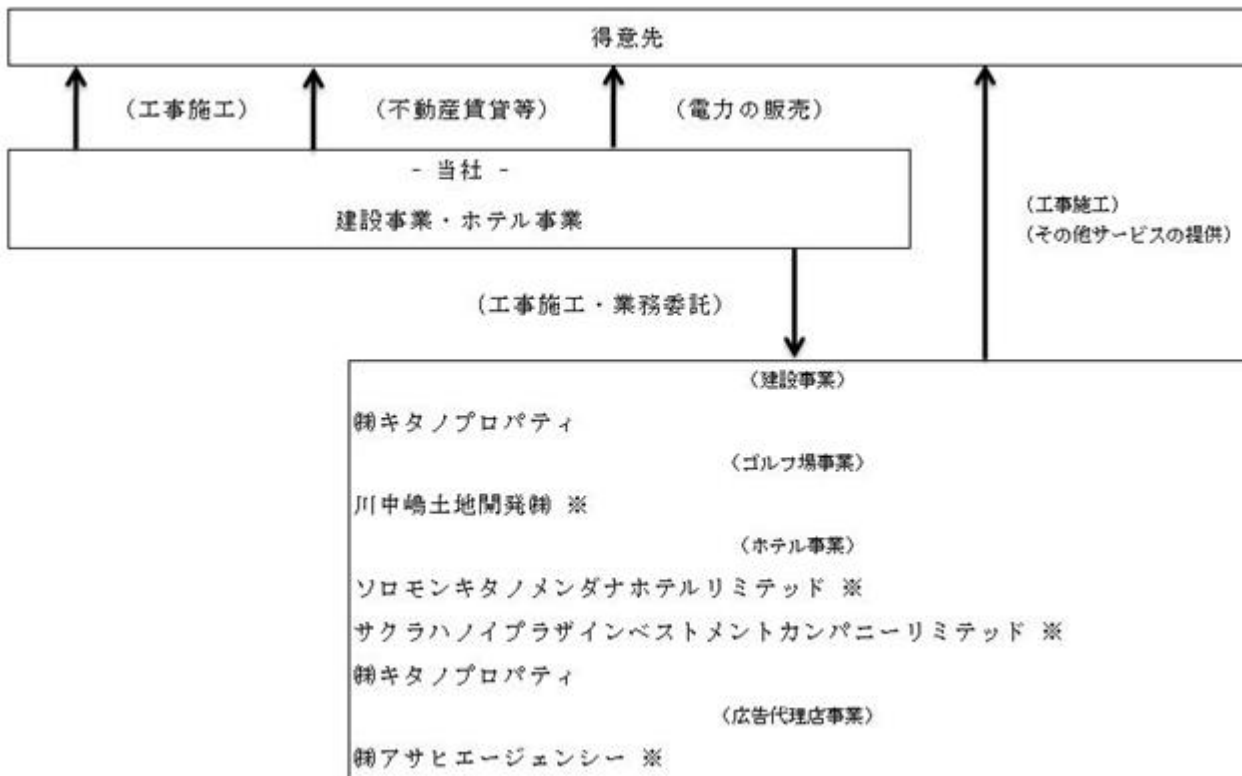 得意先
(工事施工) (不動産賃貸等) (電力の販売)
- 当社 -
建設事業・ホテル事業
(工事施工)
(その他サービスの提供)
(工事施工・業務委託)
(建設事業)
㈱キタノプロパティ
(ゴルフ場事業)
川中嶋土地開発㈱ ※
(ホテル事業)
ソロモンキタノメンダナホテルリミテッド ※
サクラハノイプラザインベストメントカンパニーリミテッド ※
㈱キタノプロパティ
(広告代理店事業)
㈱アサヒエージェンシー ※